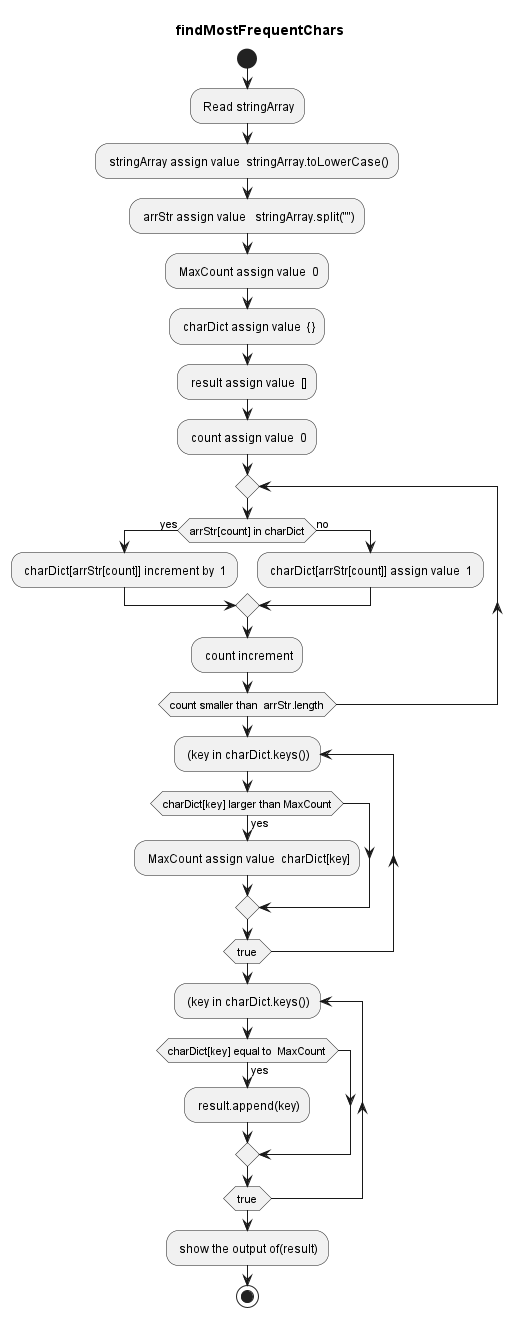 findMostFrequentChars
Read stringArray
stringArray assign value  stringArray.toLowerCase()
arrStr assign value   stringArray.split("")
MaxCount assign value  0
charDict assign value  {}
result assign value  []
count assign value  0
yes
arrStr[count] in charDict
no
charDict[arrStr[count]] increment by  1
charDict[arrStr[count]] assign value  1
count increment
count smaller than  arrStr.length
(key in charDict.keys())
charDict[key] larger than MaxCount
yes
MaxCount assign value  charDict[key]
true
(key in charDict.keys())
charDict[key] equal to  MaxCount
yes
result.append(key)
true
show the output of(result)